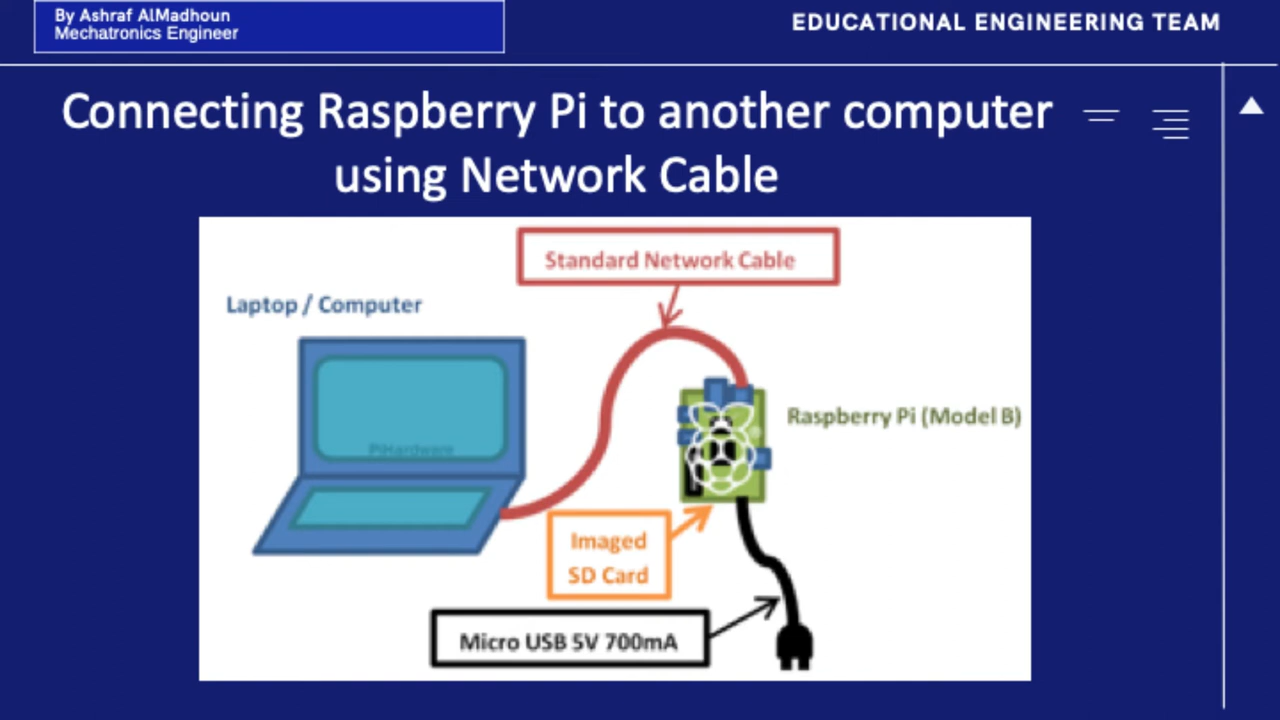 By Ashraf AlMadhoun
Mechatronics Engineer
EDUCATIONAL ENGINEERING TEAM
Connecting Raspberry Pi to another computer
using Network Cable
Standard Network Cable
Laptop / Computer
Raspberry Pi (Model B)
PiHardware
Imaged
SD Card
Micro USB 5V 700mA